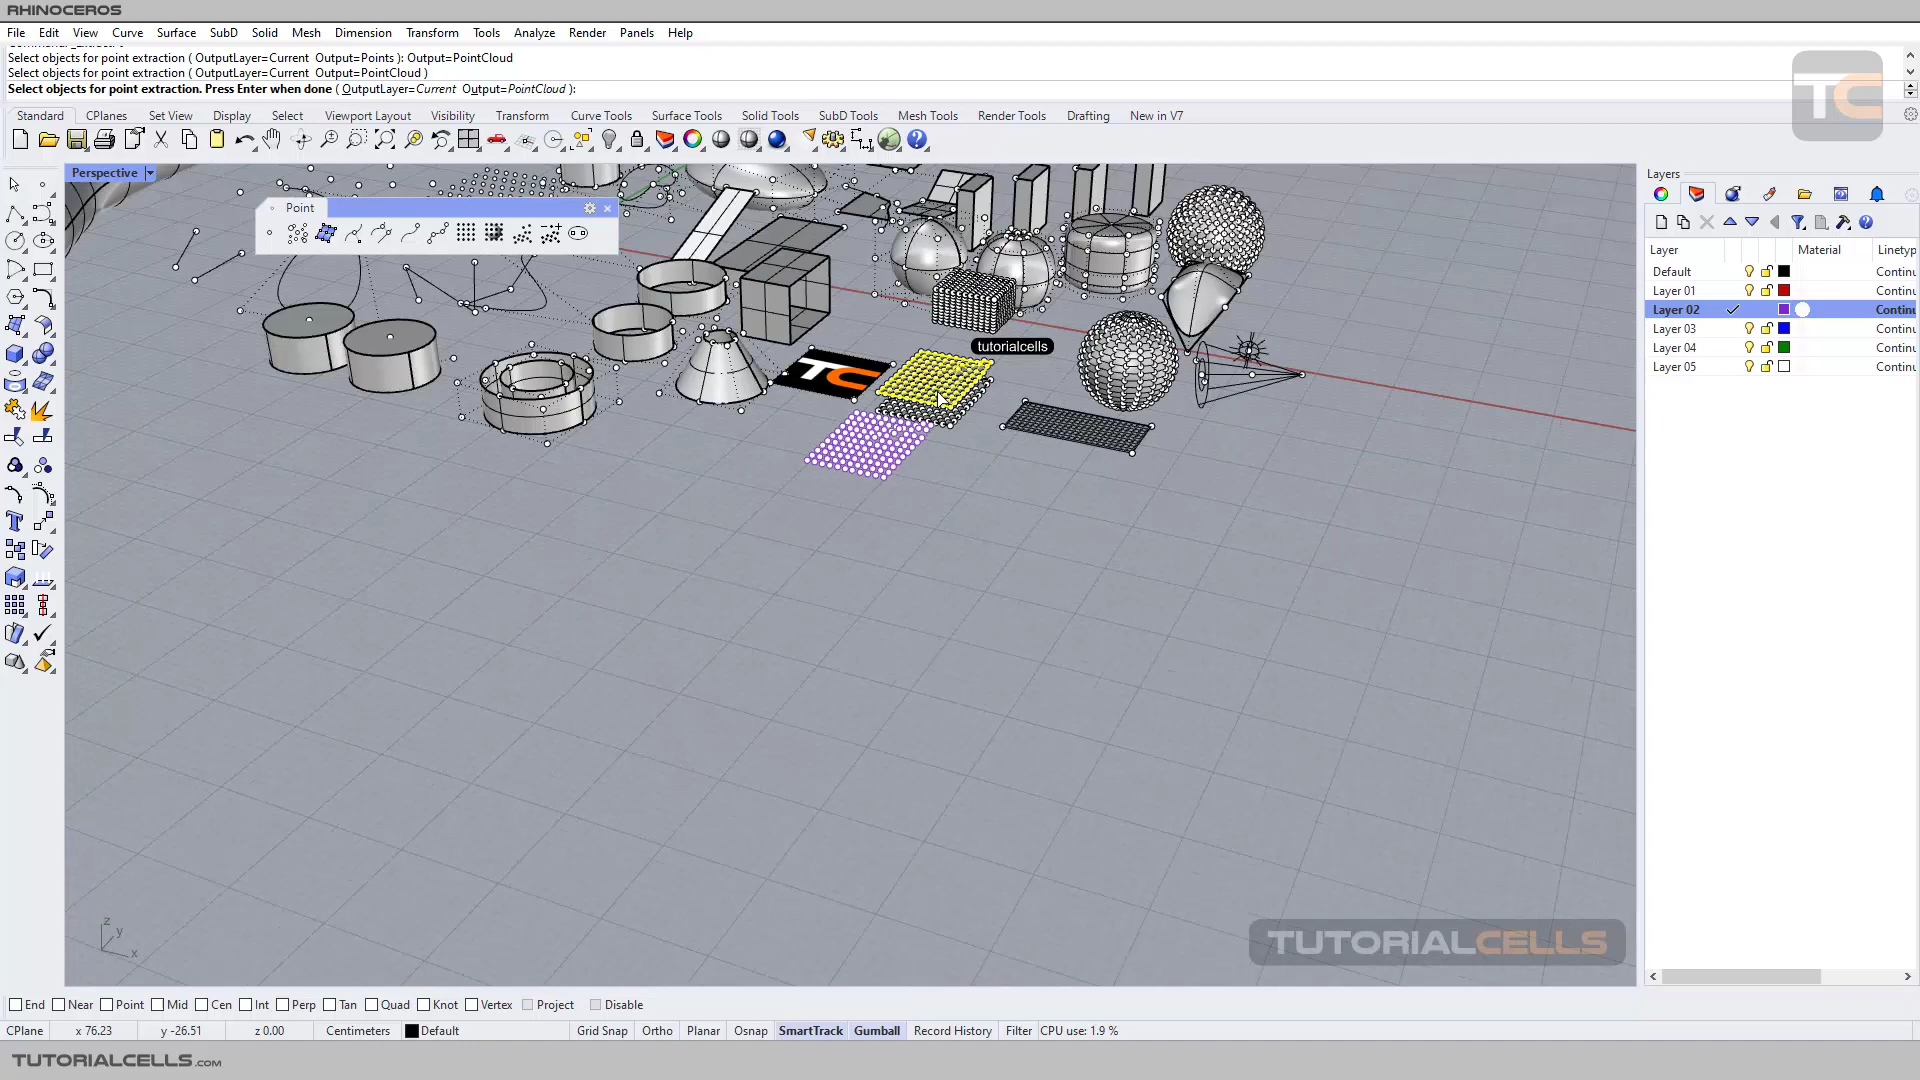 RHINOCEROS
File Edit View Curve Surface SubD Solid Mesh Dimension Transform Tools Analyze Render Panels Help
Select objects for point extraction ( OutputLayer=Current Output=Points ): Output=PointCloud
Select objects for point extraction ( OutputLayer=Current Output=PointCloud )
Select objects for point extraction. Press Enter when done ( OutputLayer=Current Output=PointCloud ):
TC
Standard CPlanes Set View Display Select Viewport Layout Visibility Transform Curve Tools Surface Tools Solid Tools SubD Tools Mesh Tools Render Tools Drafting New in V7
Perspective
Point
Layers
Layer Material Linetyp
Default Continu
Layer 01 Continu
Layer 02 Continu
Layer 03 Continu
Layer 04 Continu
Layer 05 Continu
tutorialcells
TC
z
y
x
TUTORIALCELLS
End Near Point Mid Cen Int Perp Tan Quad Knot Vertex Project Disable
CPlane x 76.23 y -26.51 z 0.00 Centimeters Default Grid Snap Ortho Planar Osnap SmartTrack Gumball Record History Filter CPU use: 1.9 %
TUTORIALCELLS.COM